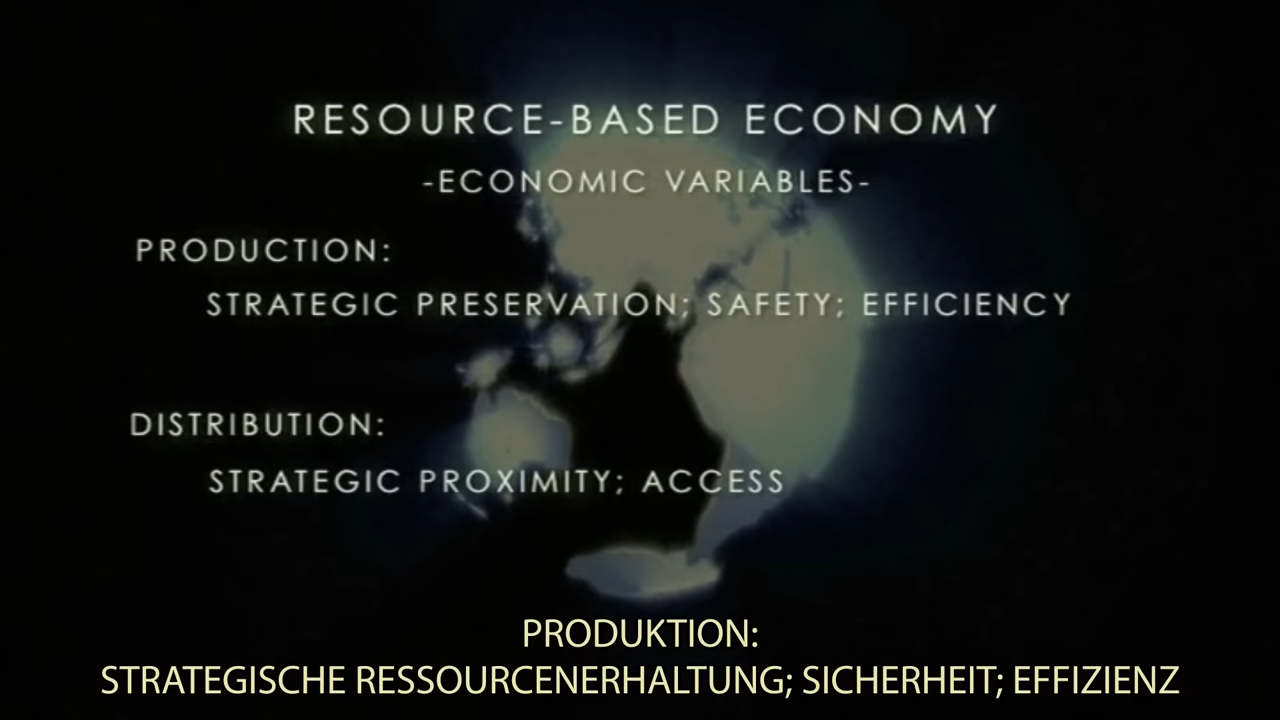 RESOURCE-BASED ECONOMY
-ECONOMIC VARIABLES-
PRODUCTION:
STRATEGIC PRESERVATION; SAFETY; EFFICIENCY
DISTRIBUTION:
STRATEGIC PROXIMITY; ACCESS
PRODUKTION:
STRATEGISCHE RESSOURCENERHALTUNG; SICHERHEIT; EFFIZIENZ